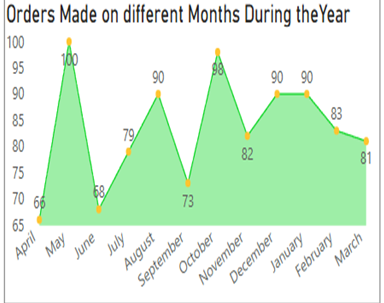 Orders Made on different Months During theYear
100
95
90
85
80
75
70
65
66
100
68
79
90
73
98
82
90
90
83
81
April
May
June
July
August
September
October
November
December
January
February
March